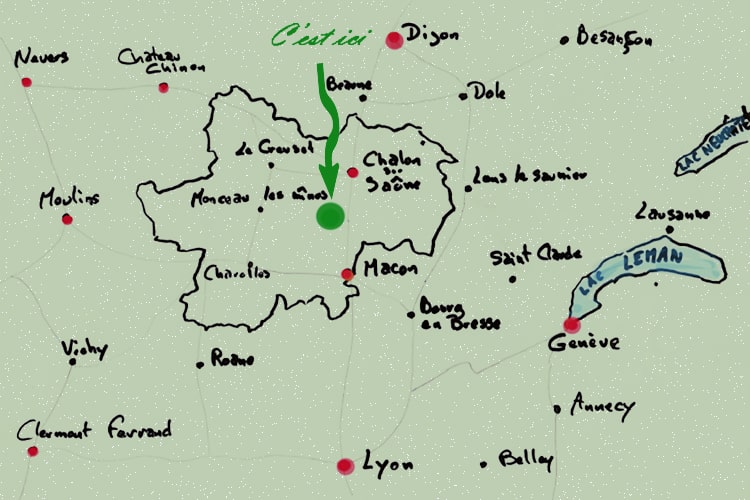 C'est ici
Dijon
Besançon
Nevers
Chateau
Chinon
Beaune
Dole
LAC NEUCHATEL
Le Creusot
Chalon
sur
Saône
Lons le saunier
Monceau les mînes
Moulins
Lausanne
Saint Claude
LAC LEMAN
Charolles
Macon
Bourg
en Bresse
Genève
Vichy
Roane
Annecy
Clermont Ferrand
Lyon
Belley